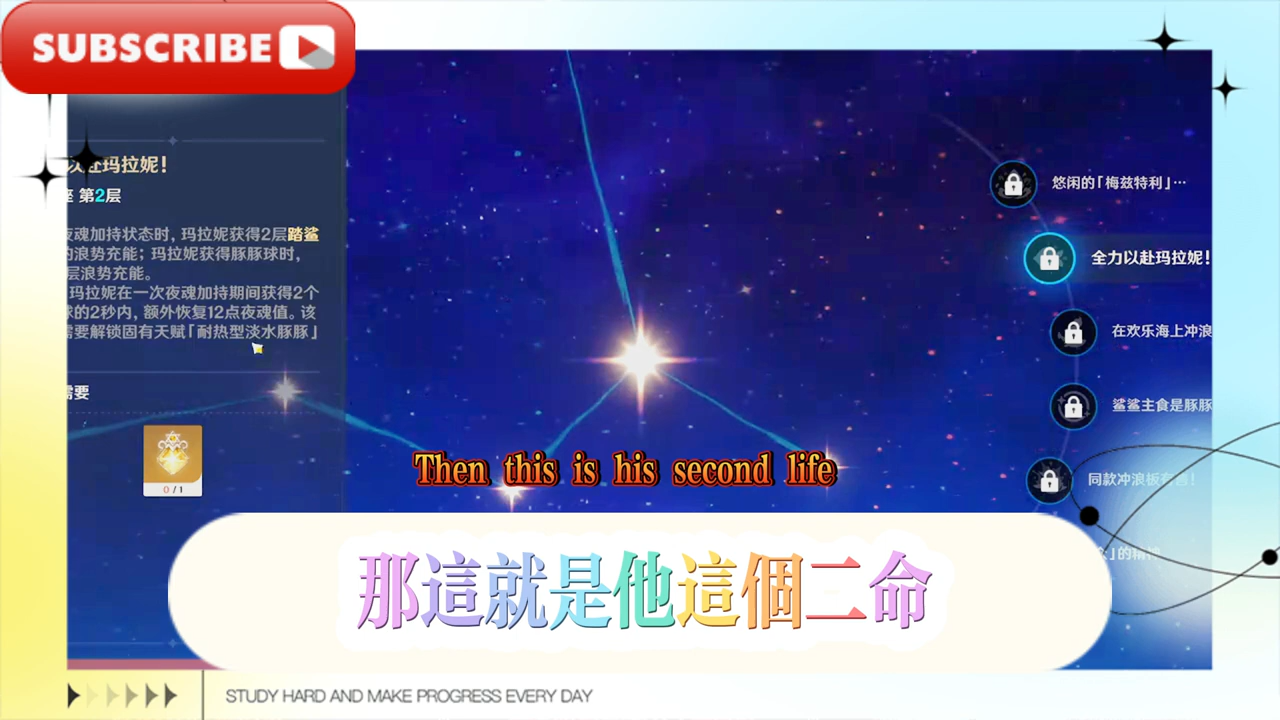 SUBSCRIBE
次赴玛拉妮！
座 第2层
夜魂加持状态时，玛拉妮获得2层踏鲨
的浪势充能；玛拉妮获得豚豚球时，
层浪势充能。
玛拉妮在一次夜魂加持期间获得2个
球的2秒内，额外恢复12点夜魂值。该
需要解锁固有天赋「耐热型淡水豚豚」
需要
0/1
悠闲的「梅兹特利」…
全力以赴玛拉妮！
在欢乐海上冲浪
鲨鲨主食是豚豚
同款冲浪板有售！
」的精神
Then this is his second life
那這就是他這個二命
STUDY HARD AND MAKE PROGRESS EVERY DAY